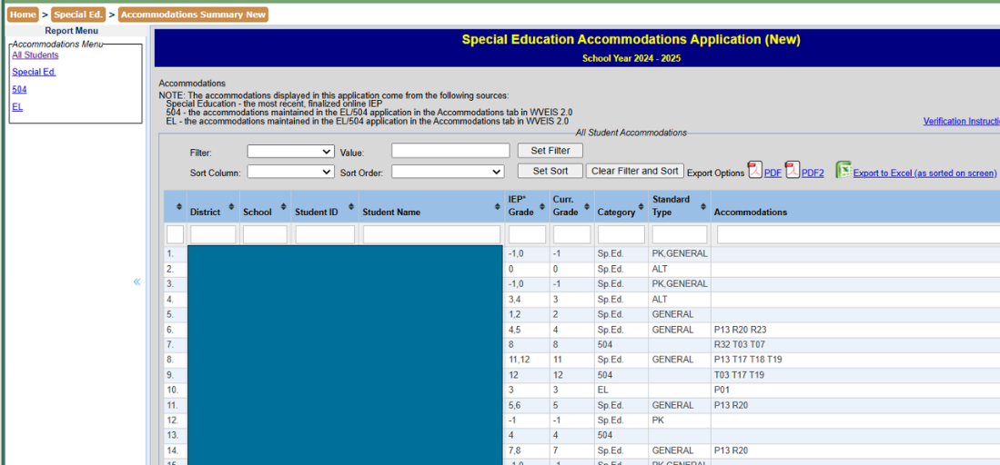 Home > Special Ed. > Accommodations Summary New
Report Menu
Accommodations Menu
All Students
Special Ed.
504
EL
Special Education Accommodations Application (New)
School Year 2024 - 2025
Accommodations
NOTE: The accommodations displayed in this application come from the following sources:
Special Education - the most recent, finalized online IEP
504 - the accommodations maintained in the EL/504 application in the Accommodations tab in WVEIS 2.0
EL - the accommodations maintained in the EL/504 application in the Accommodations tab in WVEIS 2.0
Verification
All Student Accommodations
Filter: Value: Set Filter
Sort Column: Sort Order: Set Sort Clear Filter and Sort Export Options PDF PDF2 Export to Excel (as sorted on screen)
District School Student ID Student Name IEP* Grade Curr. Grade Category Standard Type Accommodations
1. -1,0 -1 Sp.Ed. PK,GENERAL
2. 0 0 Sp.Ed. ALT
3. -1,0 -1 Sp.Ed. PK,GENERAL
4. 3,4 3 Sp.Ed. ALT
5. 1,2 2 Sp.Ed. GENERAL
6. 4,5 4 Sp.Ed. GENERAL P13 R20 R23
7. 8 8 504 R32 T03 T07
8. 11,12 11 Sp.Ed. GENERAL P13 T17 T18 T19
9. 12 12 504 T03 T17 T19
10. 3 3 EL P01
11. 5,6 5 Sp.Ed. GENERAL P13 R20
12. -1 -1 Sp.Ed. PK
13. 4 4 504
14. 7,8 7 Sp.Ed. GENERAL P13 R20